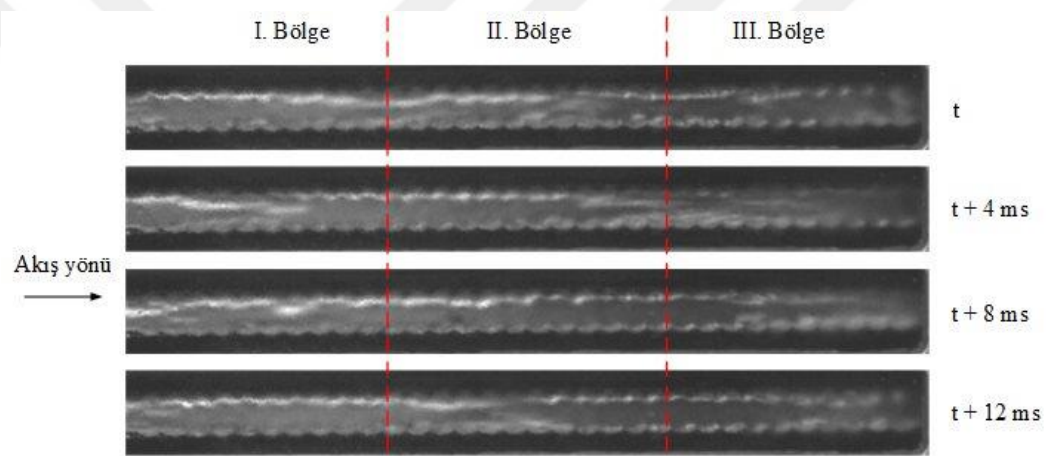 I. Bölge
II. Bölge
III. Bölge
t
t + 4 ms
Akış yönü
t + 8 ms
t + 12 ms